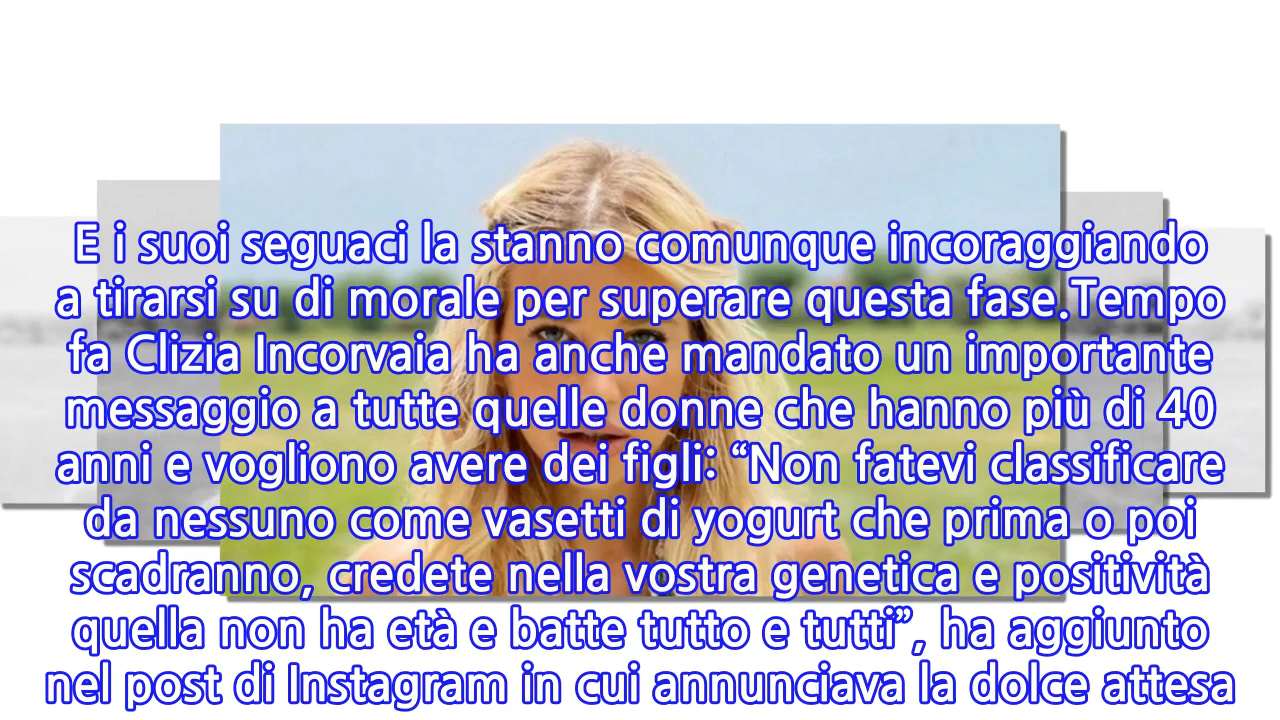 E i suoi seguaci la stanno comunque incoraggiando
a tirarsi su di morale per superare questa fase.Tempo
fa Clizia Incorvaia ha anche mandato un importante
messaggio a tutte quelle donne che hanno più di 40
anni e vogliono avere dei figli: “Non fatevi classificare
da nessuno come vasetti di yogurt che prima o poi
scadranno, credete nella vostra genetica e positività
quella non ha età e batte tutto e tutti”, ha aggiunto
nel post di Instagram in cui annunciava la dolce attesa